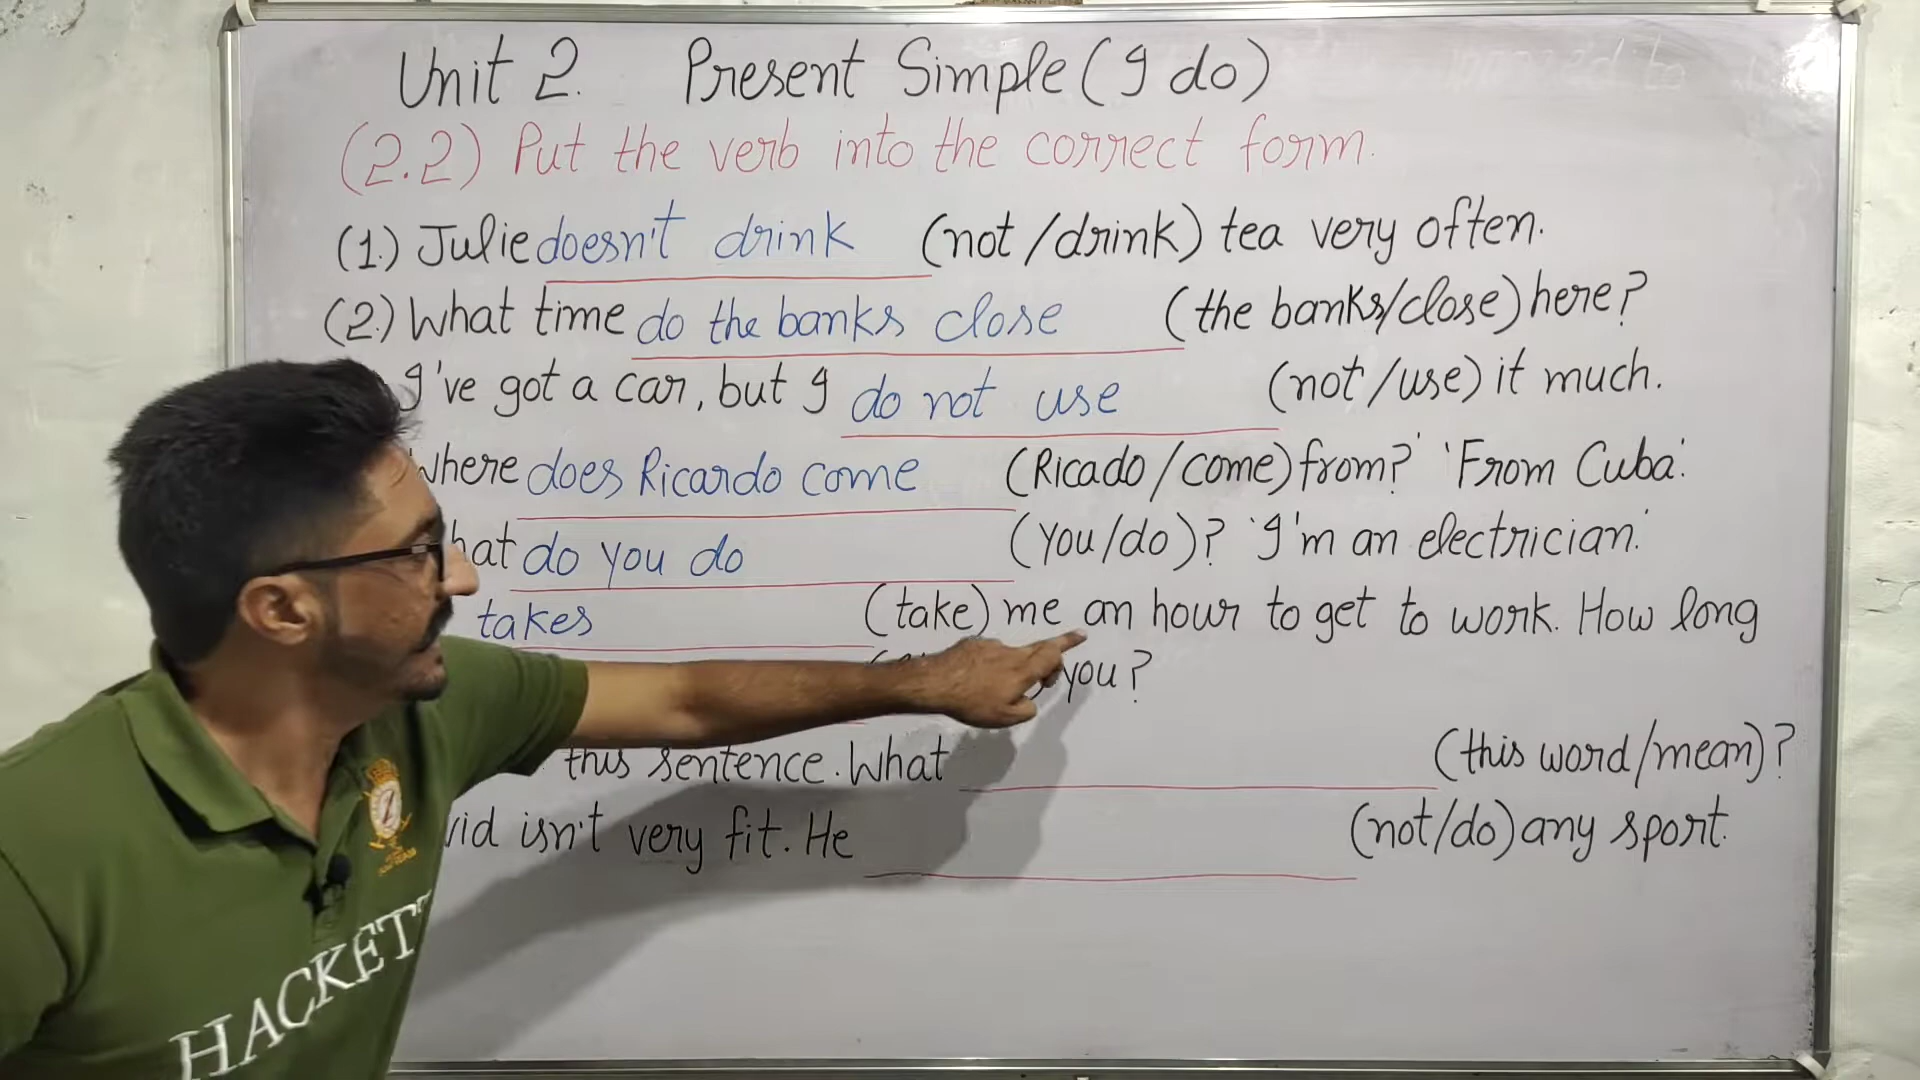 Unit 2. Present Simple (I do)
(2.2) Put the verb into the correct form.
(1.) Julie doesn't drink (not/drink) tea very often.
(2.) What time do the banks close (the banks/close) here?
I've got a car, but I do not use (not/use) it much.
where does Ricardo come (Ricado/come) from?' 'From Cuba'.
hat do you do (you/do)? 'I'm an electrician'.
takes (take) me an hour to get to work. How long
you?
this sentence. What (this word/mean)?
vid isn't very fit. He (not/do) any sport.
HACKETT